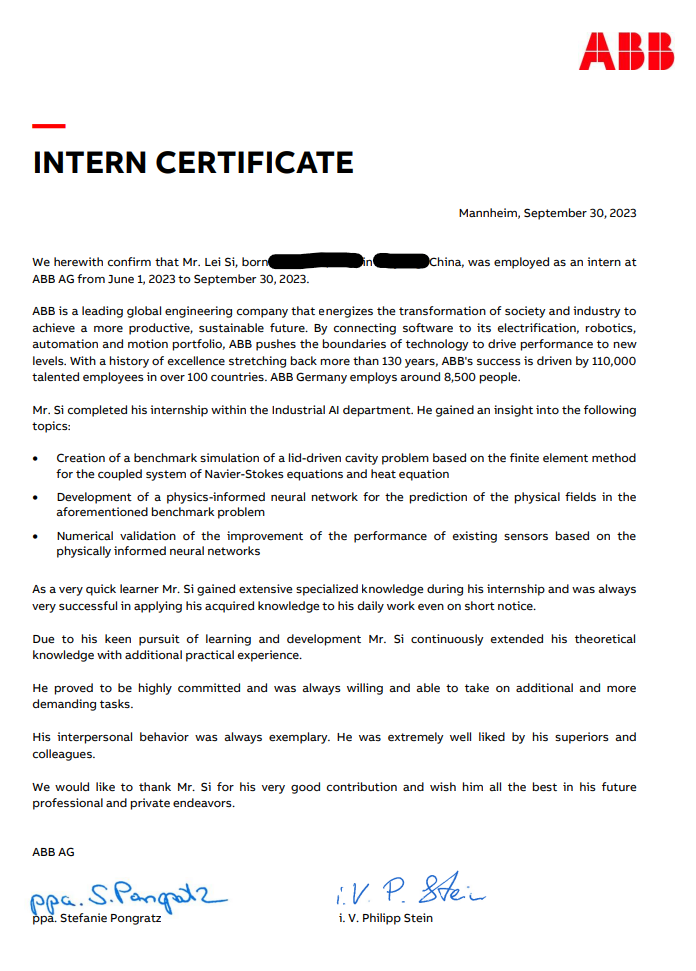 ABB
INTERN CERTIFICATE
Mannheim, September 30, 2023
We herewith confirm that Mr. Lei Si, born in China, was employed as an intern at
ABB AG from June 1, 2023 to September 30, 2023.
ABB is a leading global engineering company that energizes the transformation of society and industry to
achieve a more productive, sustainable future. By connecting software to its electrification, robotics,
automation and motion portfolio, ABB pushes the boundaries of technology to drive performance to new
levels. With a history of excellence stretching back more than 130 years, ABB's success is driven by 110,000
talented employees in over 100 countries. ABB Germany employs around 8,500 people.
Mr. Si completed his internship within the Industrial AI department. He gained an insight into the following
topics:
• Creation of a benchmark simulation of a lid-driven cavity problem based on the finite element method
for the coupled system of Navier-Stokes equations and heat equation
• Development of a physics-informed neural network for the prediction of the physical fields in the
aforementioned benchmark problem
• Numerical validation of the improvement of the performance of existing sensors based on the
physically informed neural networks
As a very quick learner Mr. Si gained extensive specialized knowledge during his internship and was always
very successful in applying his acquired knowledge to his daily work even on short notice.
Due to his keen pursuit of learning and development Mr. Si continuously extended his theoretical
knowledge with additional practical experience.
He proved to be highly committed and was always willing and able to take on additional and more
demanding tasks.
His interpersonal behavior was always exemplary. He was extremely well liked by his superiors and
colleagues.
We would like to thank Mr. Si for his very good contribution and wish him all the best in his future
professional and private endeavors.
ABB AG
ppa. S. Pongratz i. V. P. Stein
ppa. Stefanie Pongratz i. V. Philipp Stein